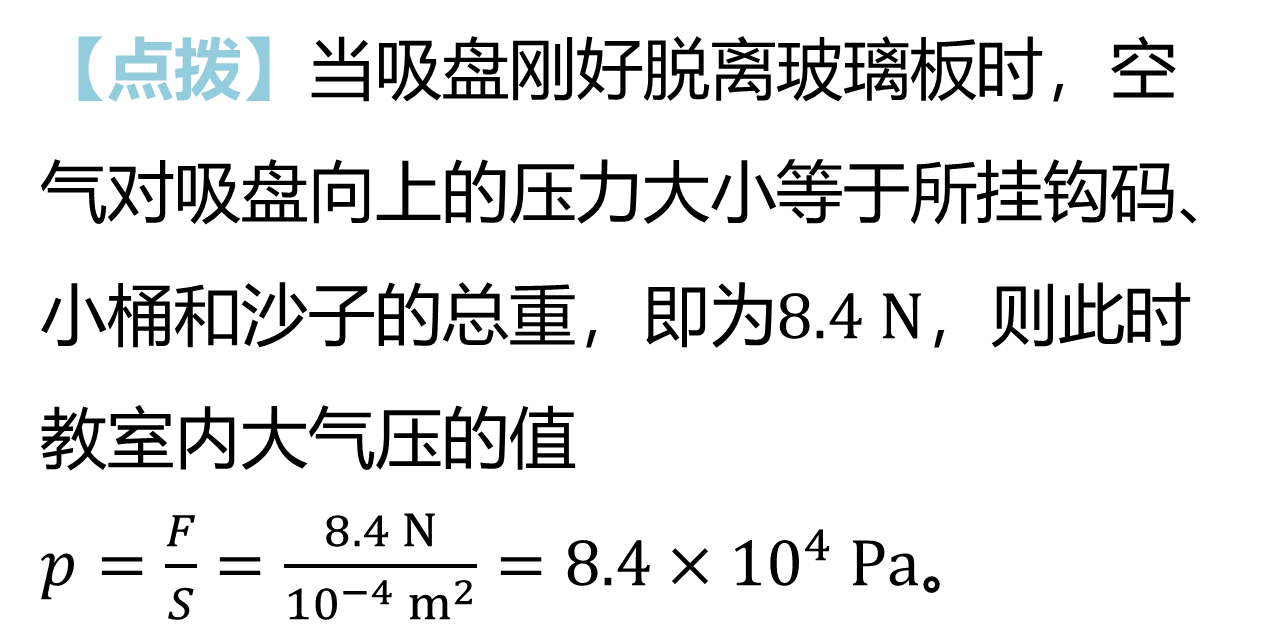 【点拨】当吸盘刚好脱离玻璃板时，空
气对吸盘向上的压力大小等于所挂钩码、
小桶和沙子的总重，即为8.4 N，则此时
教室内大气压的值
p = F/S = 8.4 N/10⁻⁴ m² = 8.4 × 10⁴ Pa。